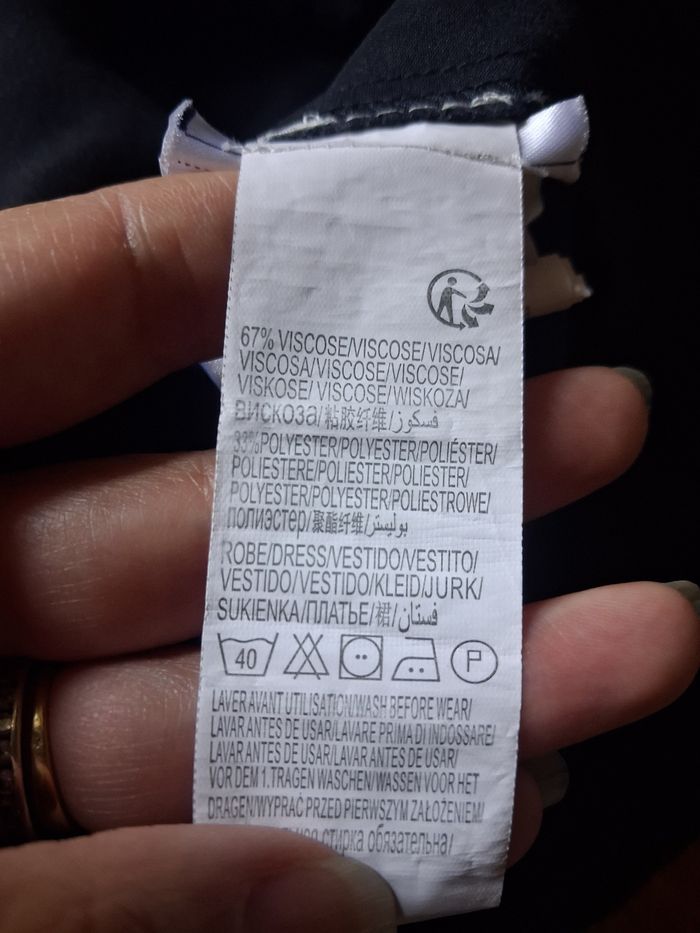 67% VISCOSE/VISCOSE/VISCOSA/
VISCOSA/VISCOSE/VISCOSE/
VISKOSE/ VISCOSE/WISKOZA/
вискоза/粘胶纤维/فسكوز/
33%POLYESTER/POLYESTER/POLIÉSTER/
POLIESTERE/POLIESTER/POLIESTER/
POLYESTER/POLYESTER/POLIESTROWE/
полиэстер/聚酯纤维/بوليستر/
ROBE/DRESS/VESTIDO/VESTITO/
VESTIDO/VESTIDO/KLEID/JURK/
SUKIENKA/ПЛАТЬЕ/裙/فستان/
40 P
LAVER AVANT UTILISATION/WASH BEFORE WEAR/
LAVAR ANTES DE USAR/LAVARE PRIMA DI INDOSSARE/
LAVAR ANTES DE USAR/LAVAR ANTES DE USAR/
VOR DEM 1.TRAGEN WASCHEN/WASSEN VOOR HET
DRAGEN/WYPRAĆ PRZED PIERWSZYM ZAŁOŻENIEM/
стирка обязательна/